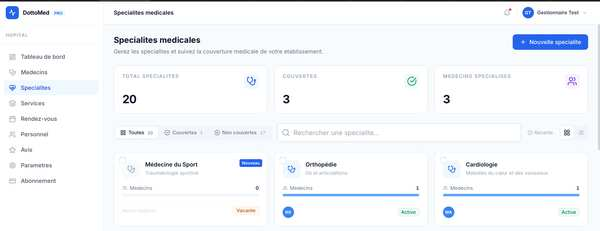 DottoMed PRO
Specialites medicales
GT Gestionnaire Test
HOPITAL
Tableau de bord
Medecins
Specialites
Services
Rendez-vous
Personnel
Avis
Parametres
Abonnement
Specialites medicales
Gerez les specialites et suivez la couverture medicale de votre etablissement.
+ Nouvelle specialite
TOTAL SPECIALITES
20
COUVERTES
3
MEDECINS SPECIALISES
3
Toutes 20
Couvertes 3
Non couvertes 17
Rechercher une specialite...
Récente
Médecine du Sport
Nouveau
Traumatologie sportive
Medecins 0
Vacante
Orthopédie
Os et articulations
Medecins 1
Active
Cardiologie
Maladies du cœur et des vaisseaux
Medecins 1
MA
Active